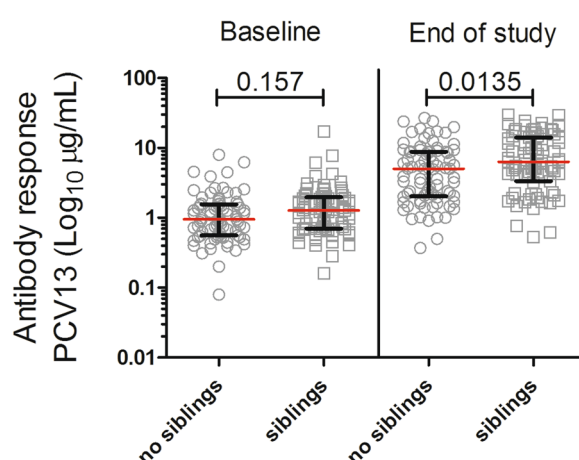 Baseline
End of study
Antibody response
PCV13 (Log10 µg/mL)
100
10
1
0.1
0.01
0.157
0.0135
no siblings
siblings
no siblings
siblings